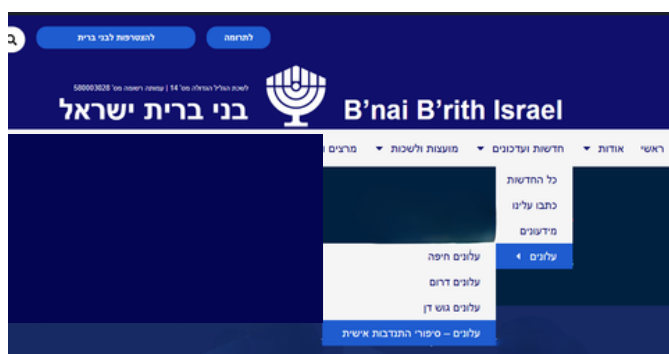 לתרומה
להצטרפות לבני ברית
לשכת הגליל הגדולה מס' 14 | עמותה רשומה מס' 580003028
בני ברית ישראל
B'nai B'rith Israel
ראשי אודות חדשות ועדכונים מועצות ולשכות מרצים
כל החדשות
כתבו עלינו
מידעונים
עלונים
עלונים חיפה
עלונים דרום
עלונים גוש דן
עלונים – סיפורי התנדבות אישית